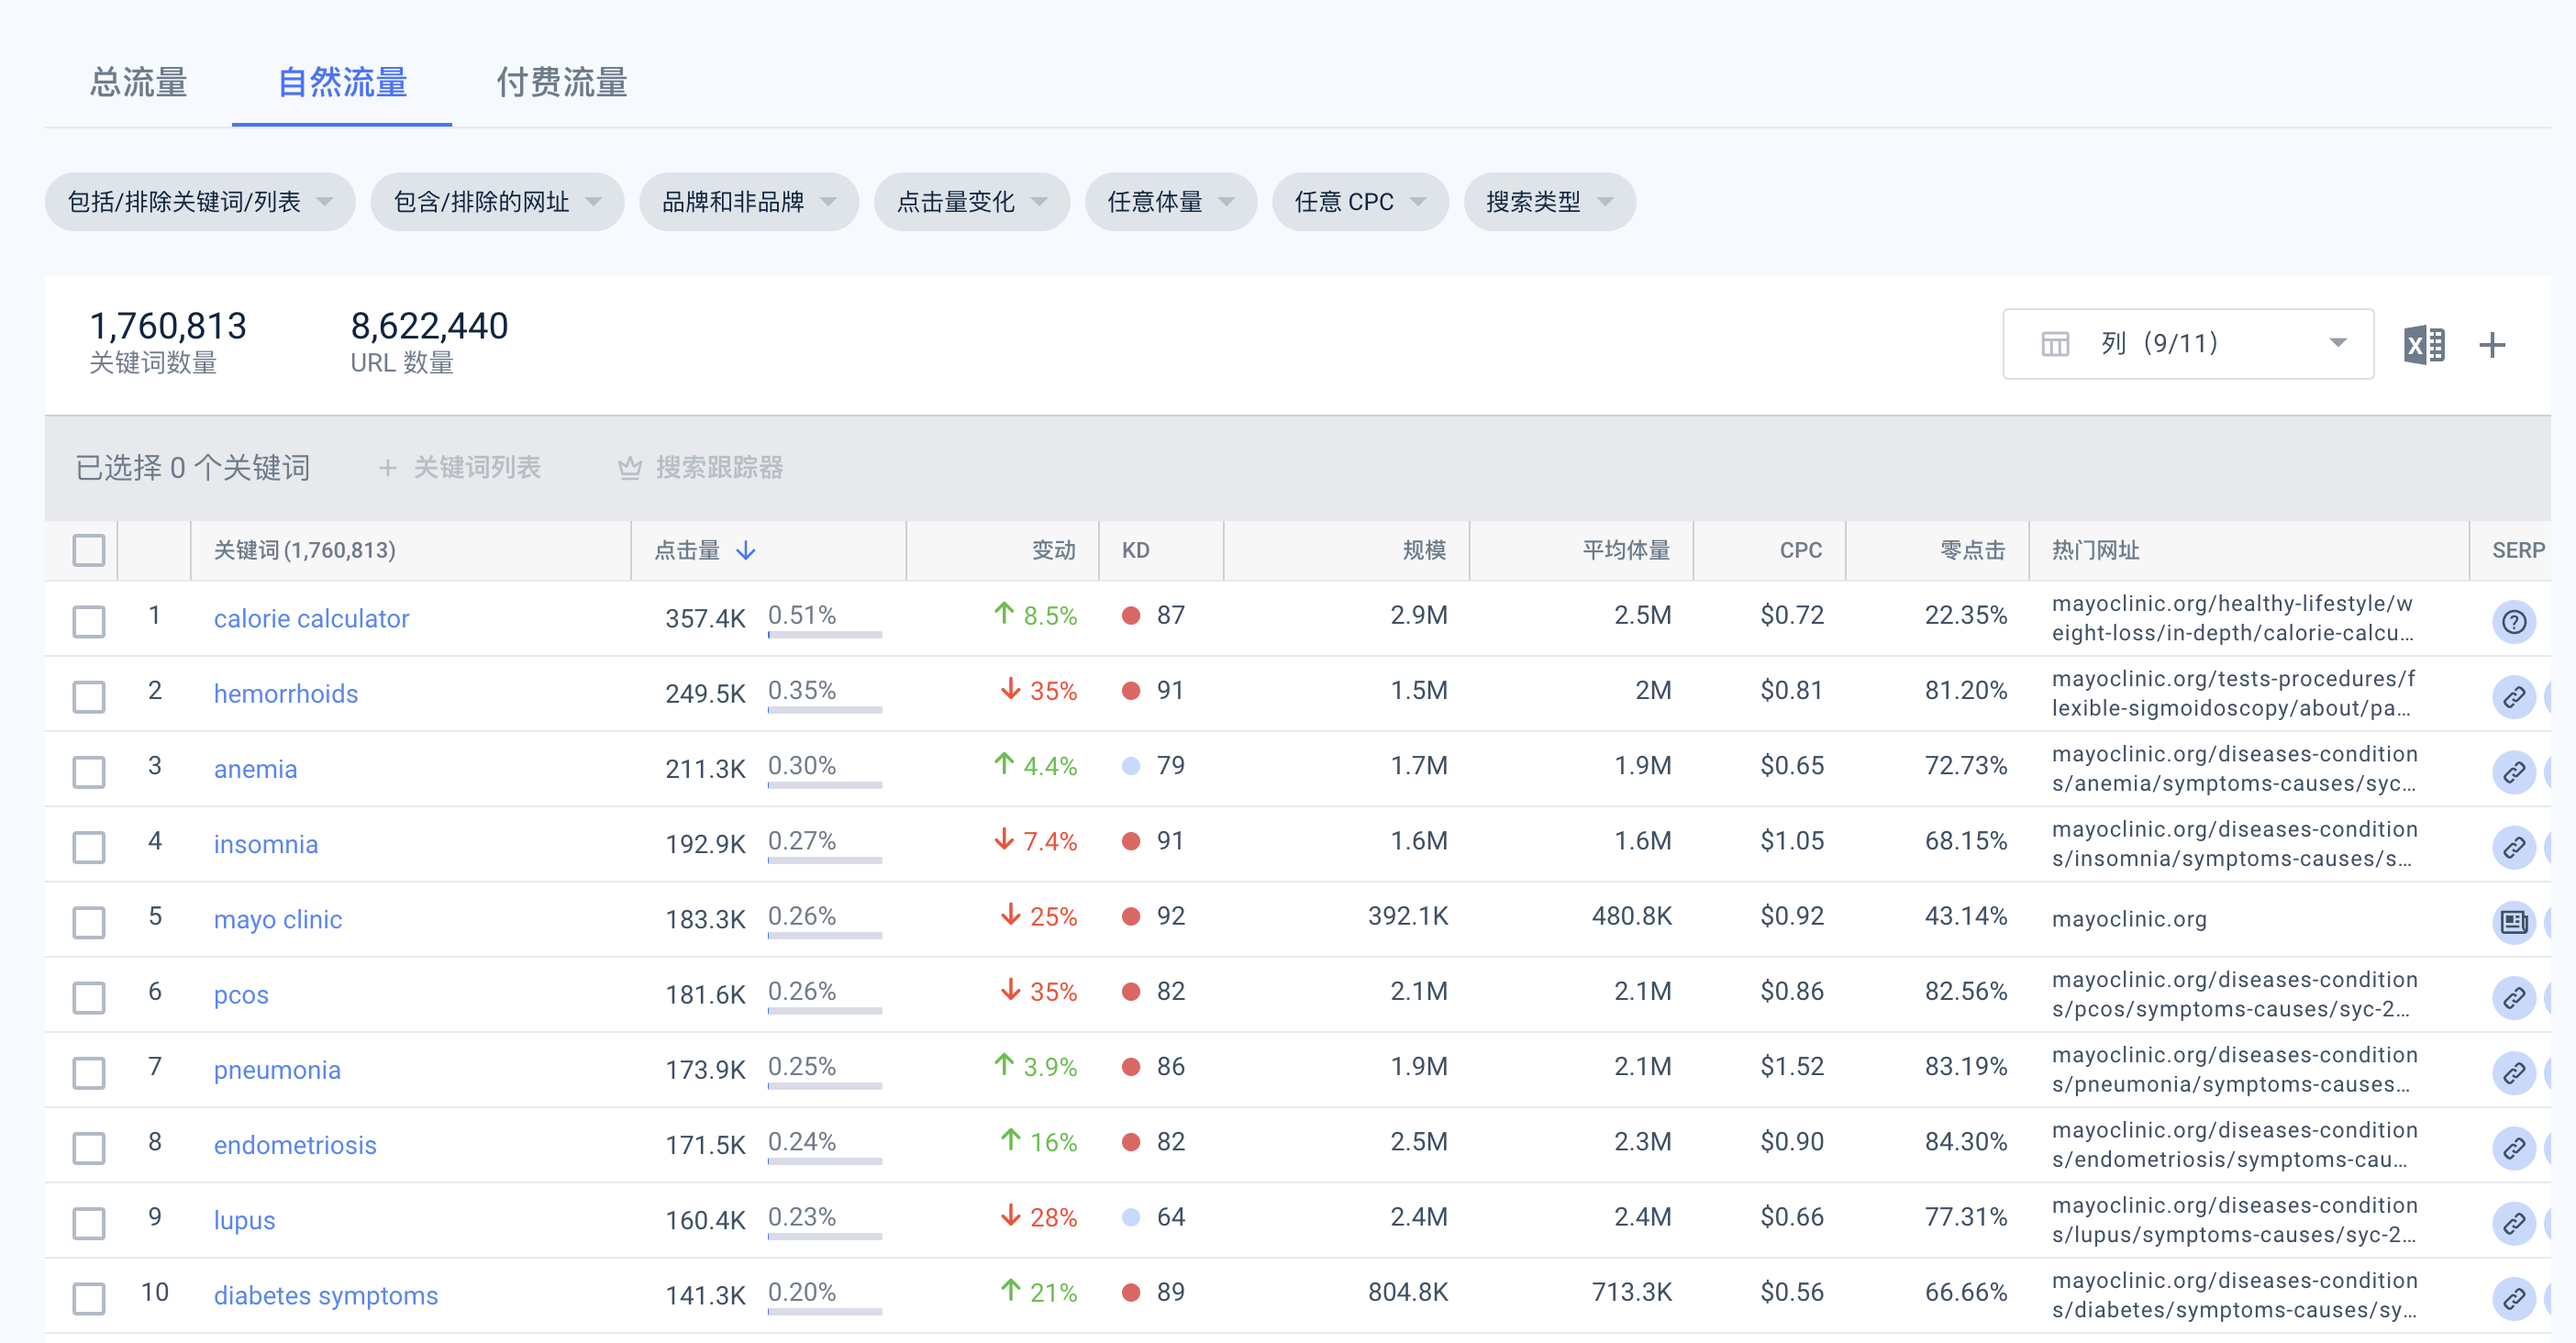 总流量 自然流量 付费流量
包括/排除关键词/列表 包含/排除的网址 品牌和非品牌 点击量变化 任意体量 任意 CPC 搜索类型
1,760,813 8,622,440
关键词数量 URL 数量
列 (9/11)
已选择 0 个关键词 + 关键词列表 搜索跟踪器
关键词 (1,760,813) 点击量 ↓ 变动 KD 规模 平均体量 CPC 零点击 热门网址 SERP
1 calorie calculator 357.4K 0.51% ↑ 8.5% 87 2.9M 2.5M $0.72 22.35% mayoclinic.org/healthy-lifestyle/w
eight-loss/in-depth/calorie-calcu...
2 hemorrhoids 249.5K 0.35% ↓ 35% 91 1.5M 2M $0.81 81.20% mayoclinic.org/tests-procedures/f
lexible-sigmoidoscopy/about/pa...
3 anemia 211.3K 0.30% ↑ 4.4% 79 1.7M 1.9M $0.65 72.73% mayoclinic.org/diseases-condition
s/anemia/symptoms-causes/syc...
4 insomnia 192.9K 0.27% ↓ 7.4% 91 1.6M 1.6M $1.05 68.15% mayoclinic.org/diseases-condition
s/insomnia/symptoms-causes/s...
5 mayo clinic 183.3K 0.26% ↓ 25% 92 392.1K 480.8K $0.92 43.14% mayoclinic.org
6 pcos 181.6K 0.26% ↓ 35% 82 2.1M 2.1M $0.86 82.56% mayoclinic.org/diseases-condition
s/pcos/symptoms-causes/syc-2...
7 pneumonia 173.9K 0.25% ↑ 3.9% 86 1.9M 2.1M $1.52 83.19% mayoclinic.org/diseases-condition
s/pneumonia/symptoms-causes...
8 endometriosis 171.5K 0.24% ↑ 16% 82 2.5M 2.3M $0.90 84.30% mayoclinic.org/diseases-condition
s/endometriosis/symptoms-cau...
9 lupus 160.4K 0.23% ↓ 28% 64 2.4M 2.4M $0.66 77.31% mayoclinic.org/diseases-condition
s/lupus/symptoms-causes/syc-2...
10 diabetes symptoms 141.3K 0.20% ↑ 21% 89 804.8K 713.3K $0.56 66.66% mayoclinic.org/diseases-condition
s/diabetes/symptoms-causes/sy...